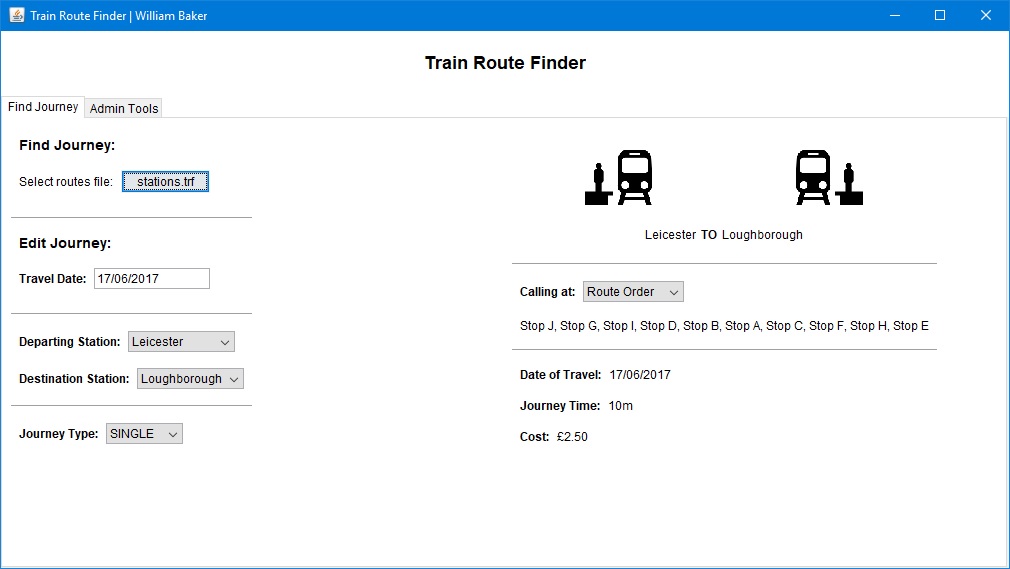 Train Route Finder | William Baker
Train Route Finder
Find Journey Admin Tools
Find Journey:
Select routes file: stations.trf
Edit Journey:
Travel Date: 17/06/2017
Departing Station: Leicester
Destination Station: Loughborough
Journey Type: SINGLE
Leicester TO Loughborough
Calling at: Route Order
Stop J, Stop G, Stop I, Stop D, Stop B, Stop A, Stop C, Stop F, Stop H, Stop E
Date of Travel: 17/06/2017
Journey Time: 10m
Cost: £2.50